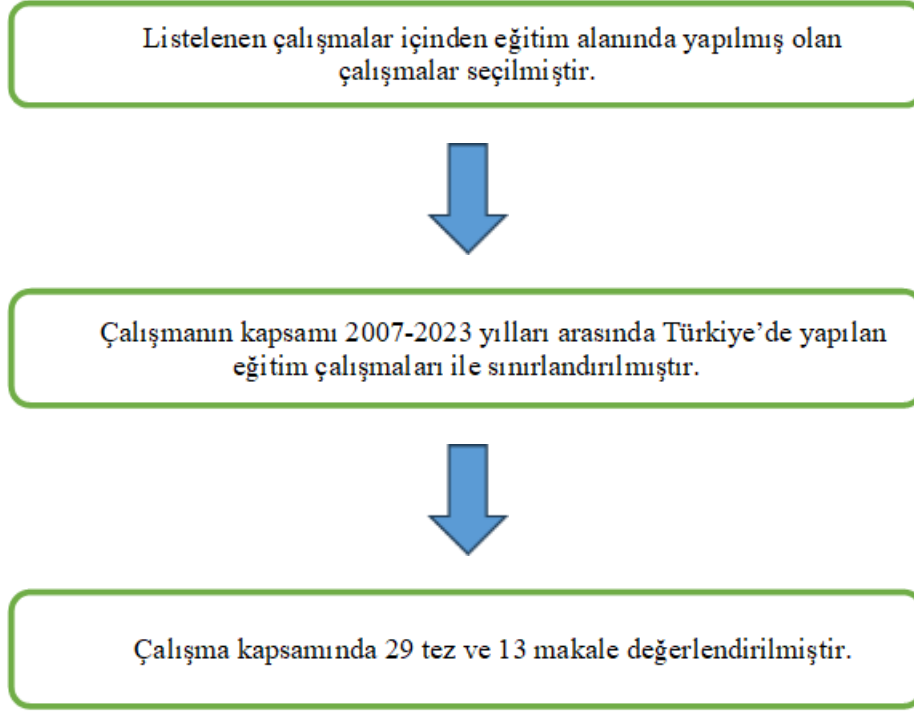 Listelenen çalışmalar içinden eğitim alanında yapılmış olan
çalışmalar seçilmiştir.
Çalışmanın kapsamı 2007-2023 yılları arasında Türkiye’de yapılan
eğitim çalışmaları ile sınırlandırılmıştır.
Çalışma kapsamında 29 tez ve 13 makale değerlendirilmiştir.